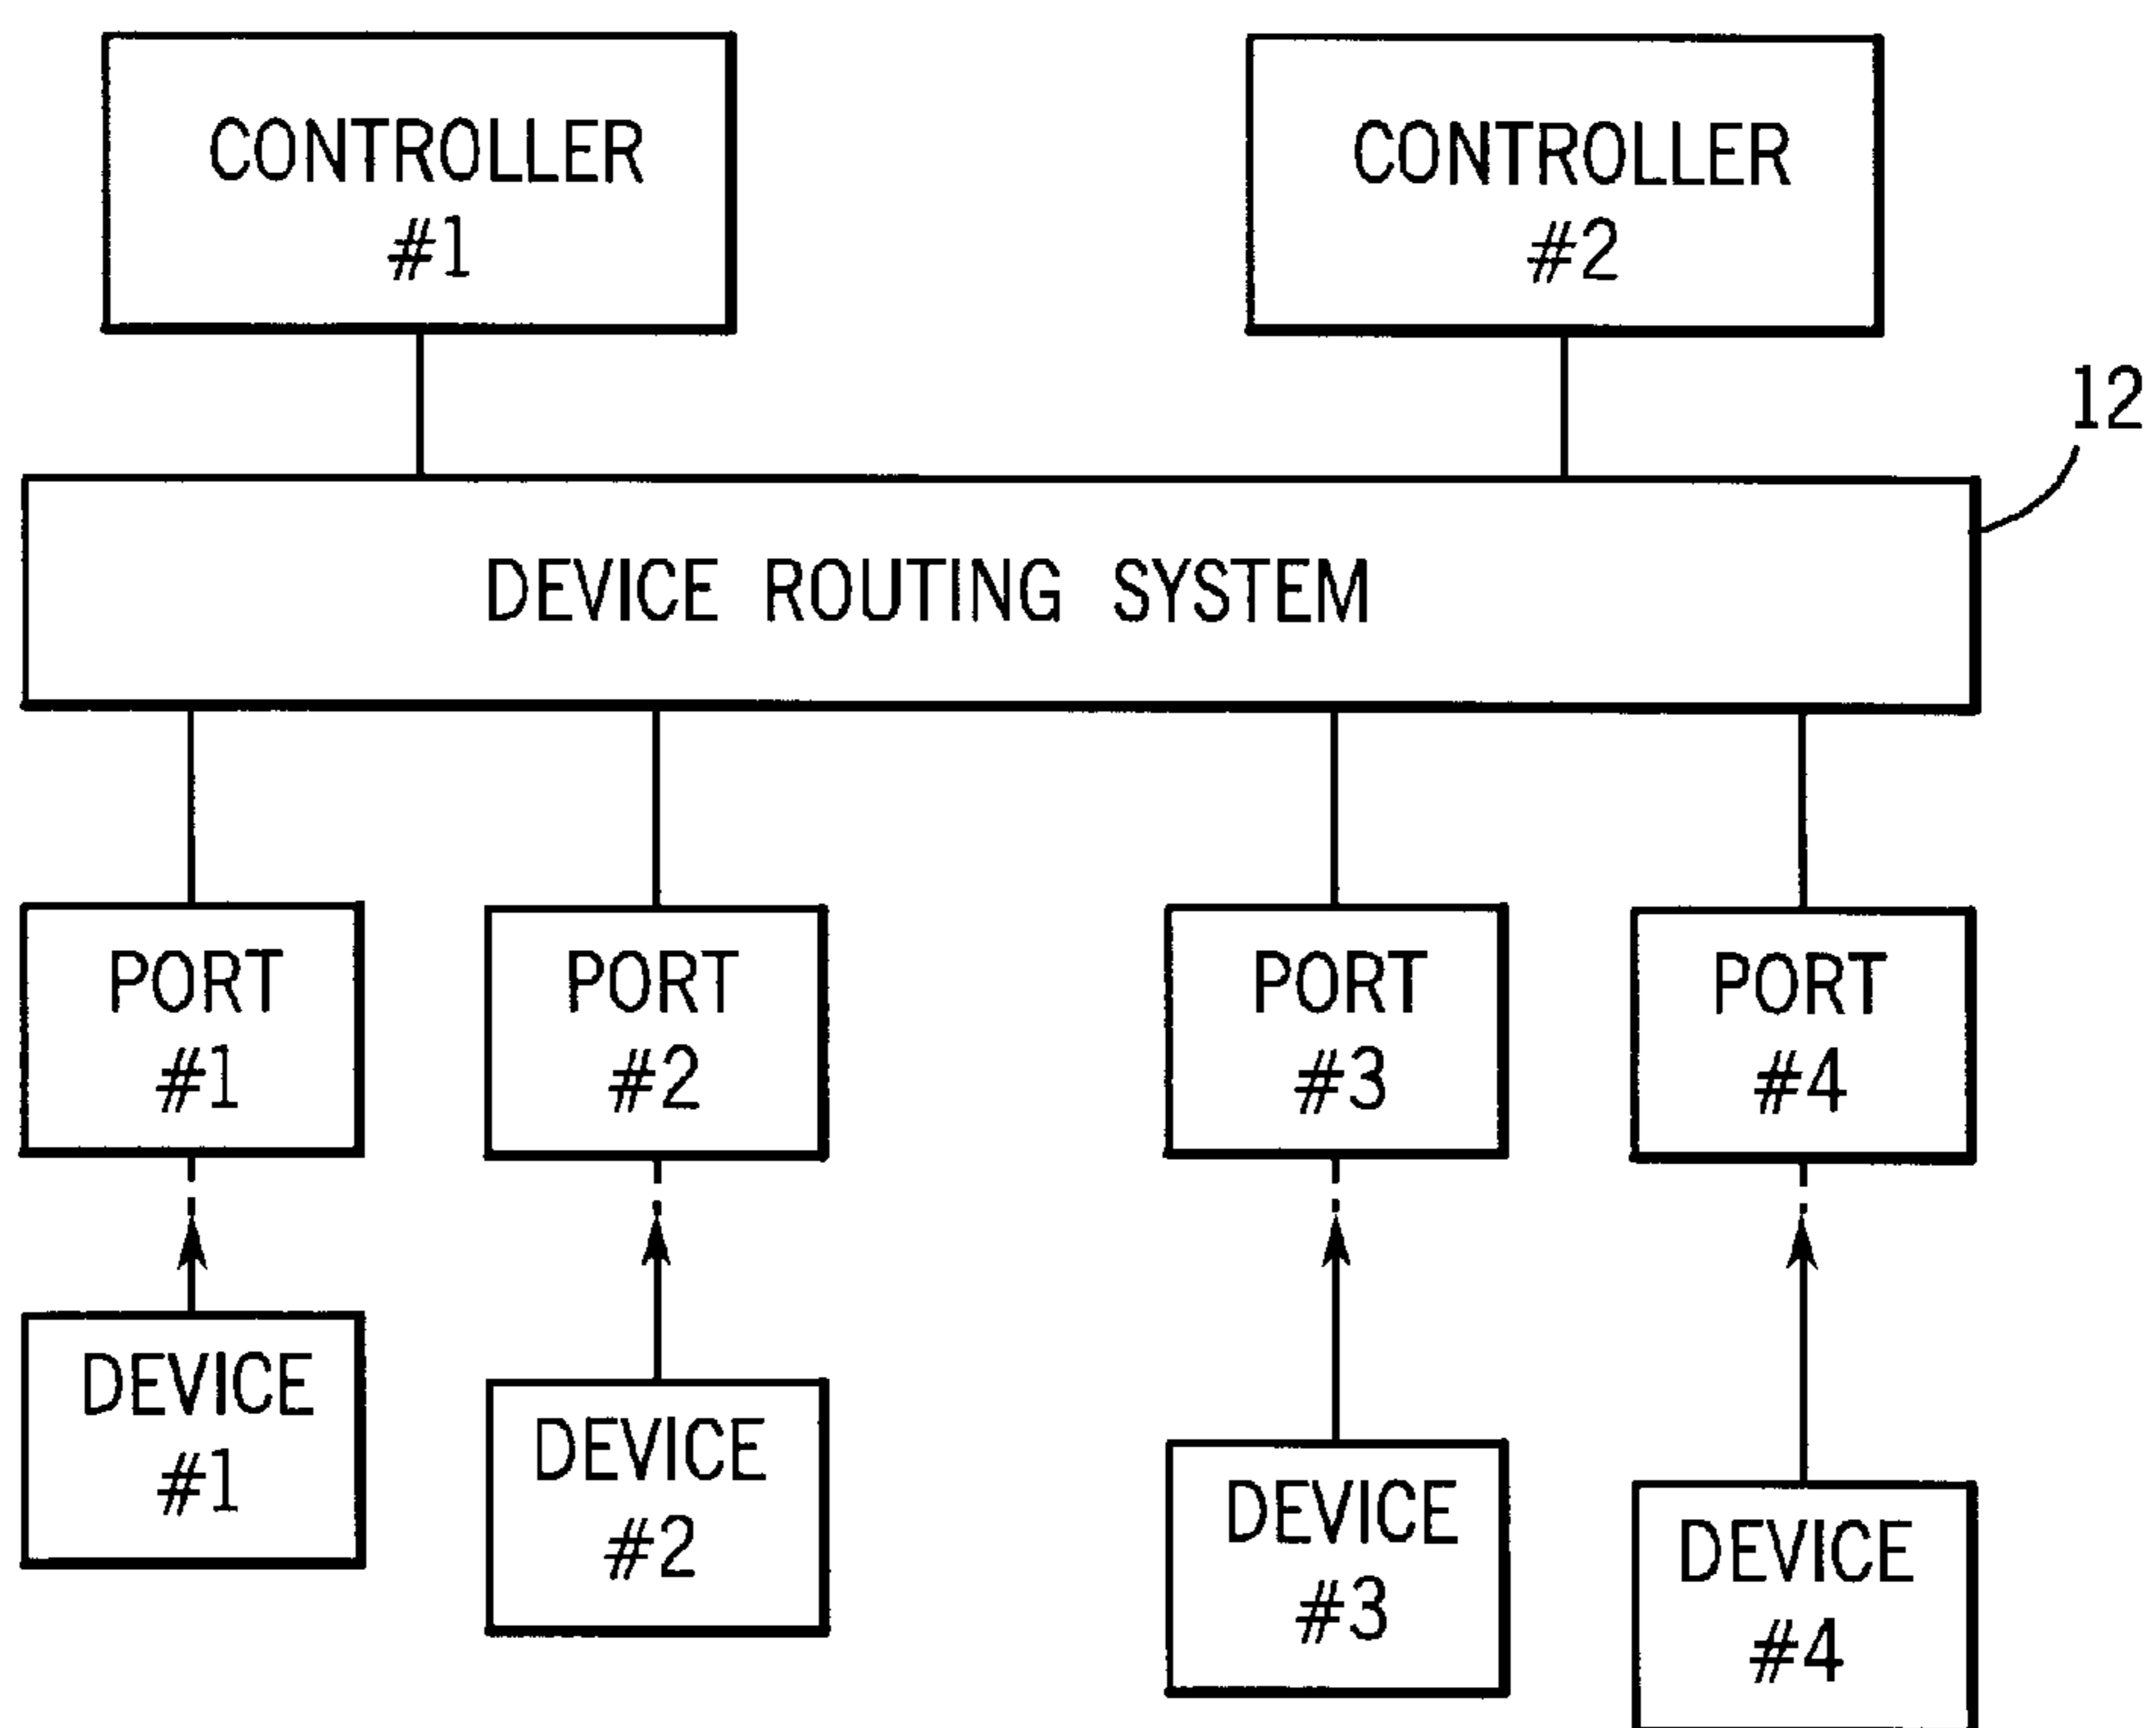 CONTROLLER
#1
CONTROLLER
#2
12
DEVICE ROUTING SYSTEM
PORT
#1
PORT
#2
PORT
#3
PORT
#4
DEVICE
#1
DEVICE
#2
DEVICE
#3
DEVICE
#4